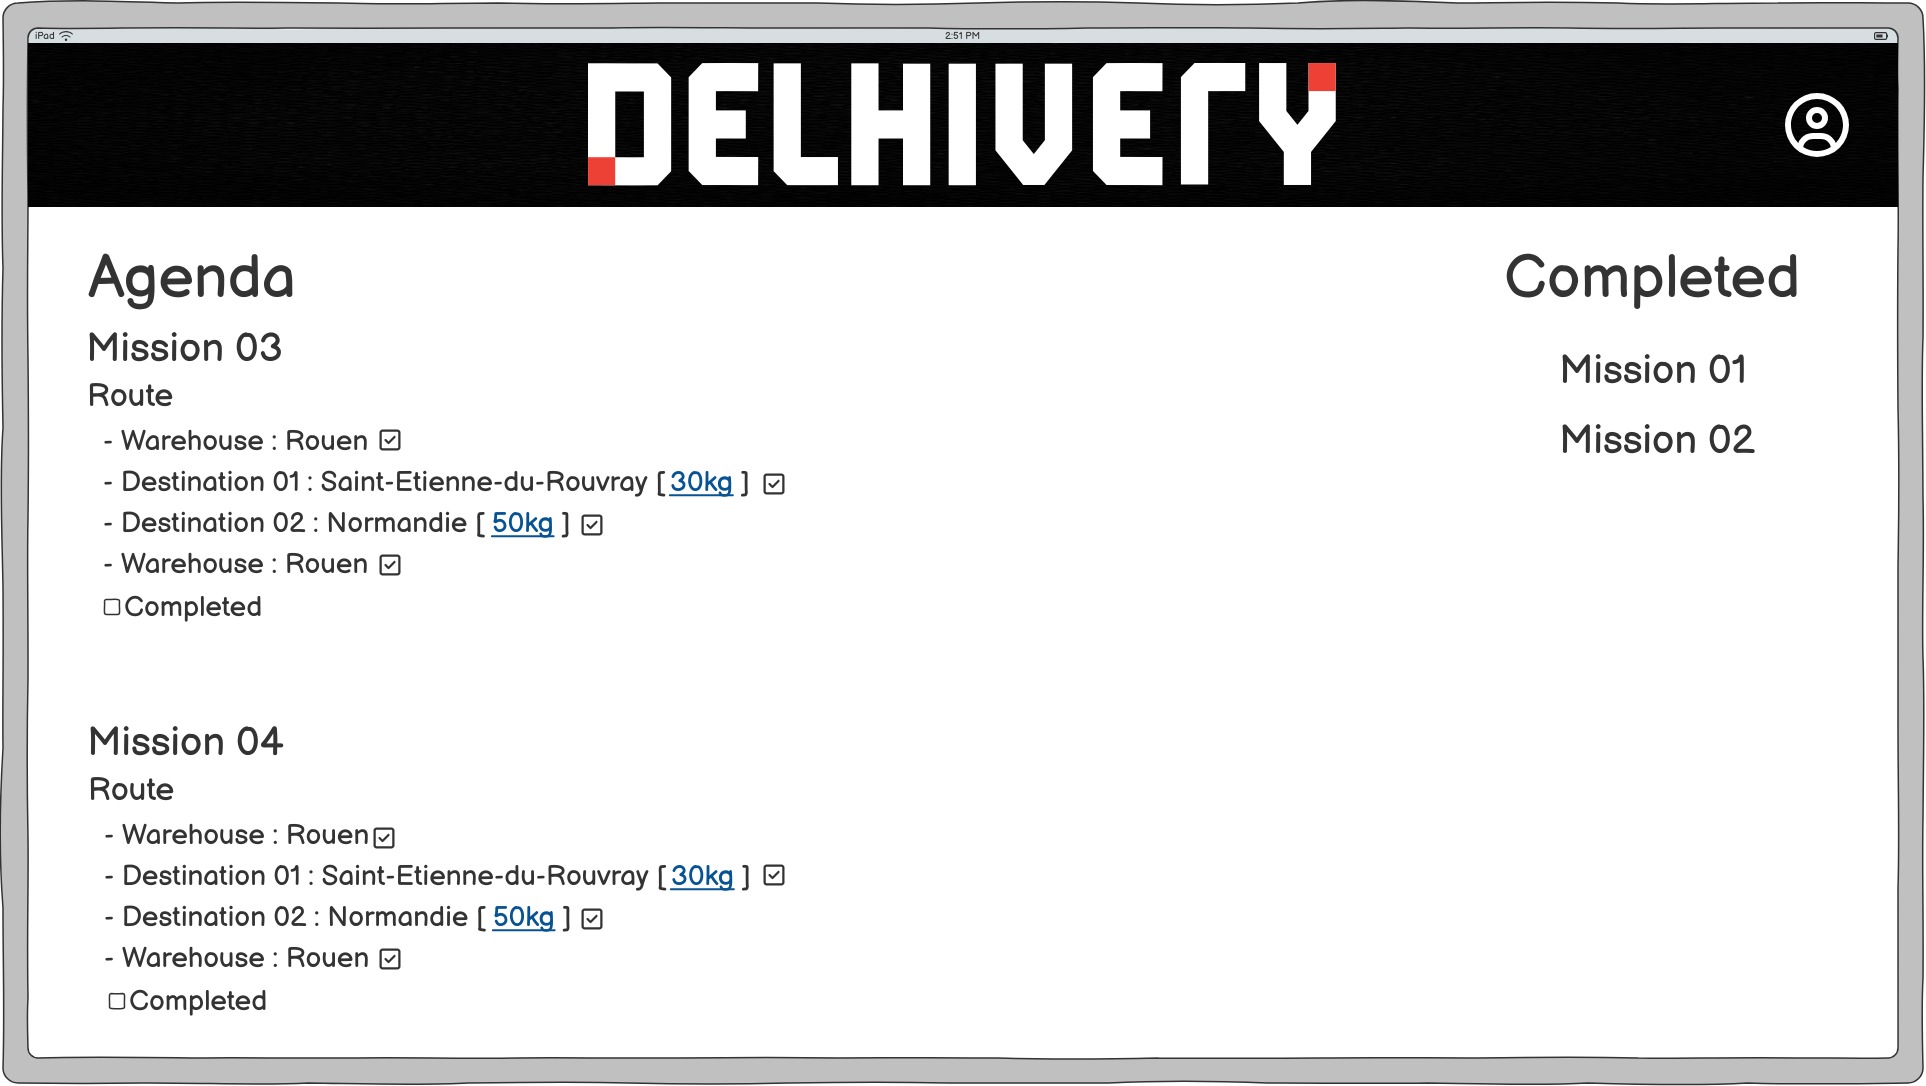 iPad
2:51 PM
DELHIVERY
Agenda
Mission 03
Route
- Warehouse : Rouen
- Destination 01 : Saint-Etienne-du-Rouvray [ 30kg ]
- Destination 02 : Normandie [ 50kg ]
- Warehouse : Rouen
Completed
Mission 04
Route
- Warehouse : Rouen
- Destination 01 : Saint-Etienne-du-Rouvray [ 30kg ]
- Destination 02 : Normandie [ 50kg ]
- Warehouse : Rouen
Completed
Completed
Mission 01
Mission 02